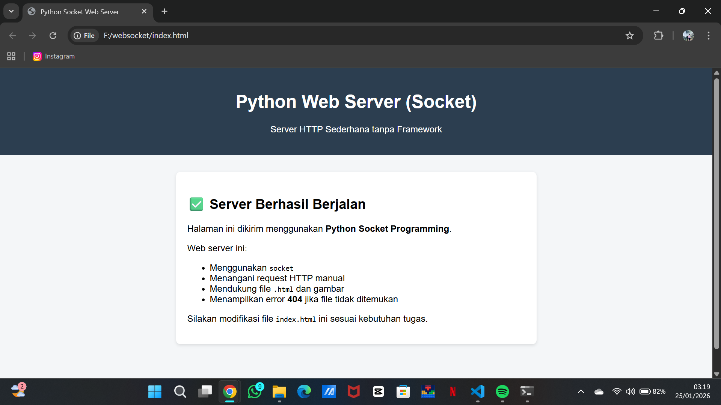 Python Socket Web Server
File
F:/websocket/index.html
Instagram
Python Web Server (Socket)
Server HTTP Sederhana tanpa Framework
✅ Server Berhasil Berjalan
Halaman ini dikirim menggunakan Python Socket Programming.
Web server ini:
• Menggunakan socket
• Menangani request HTTP manual
• Mendukung file .html dan gambar
• Menampilkan error 404 jika file tidak ditemukan
Silakan modifikasi file index.html ini sesuai kebutuhan tugas.
82%
03.19
25/01/2026